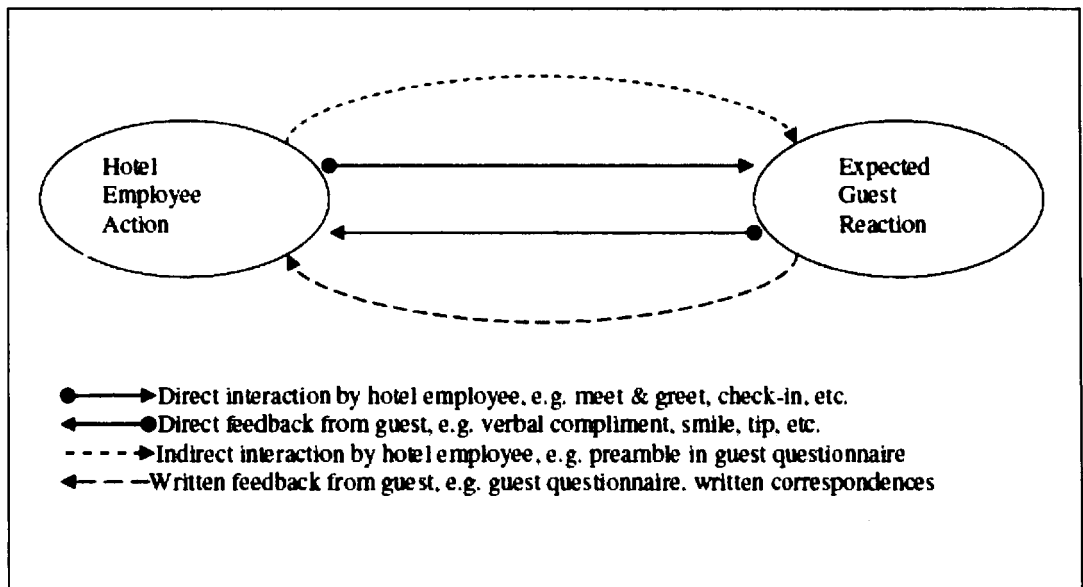 Hotel
Employee
Action
Expected
Guest
Reaction
Direct interaction by hotel employee, e.g. meet & greet, check-in, etc.
Direct feedback from guest, e.g. verbal compliment, smile, tip, etc.
Indirect interaction by hotel employee, e.g. preamble in guest questionnaire
Written feedback from guest, e.g. guest questionnaire. written correspondences